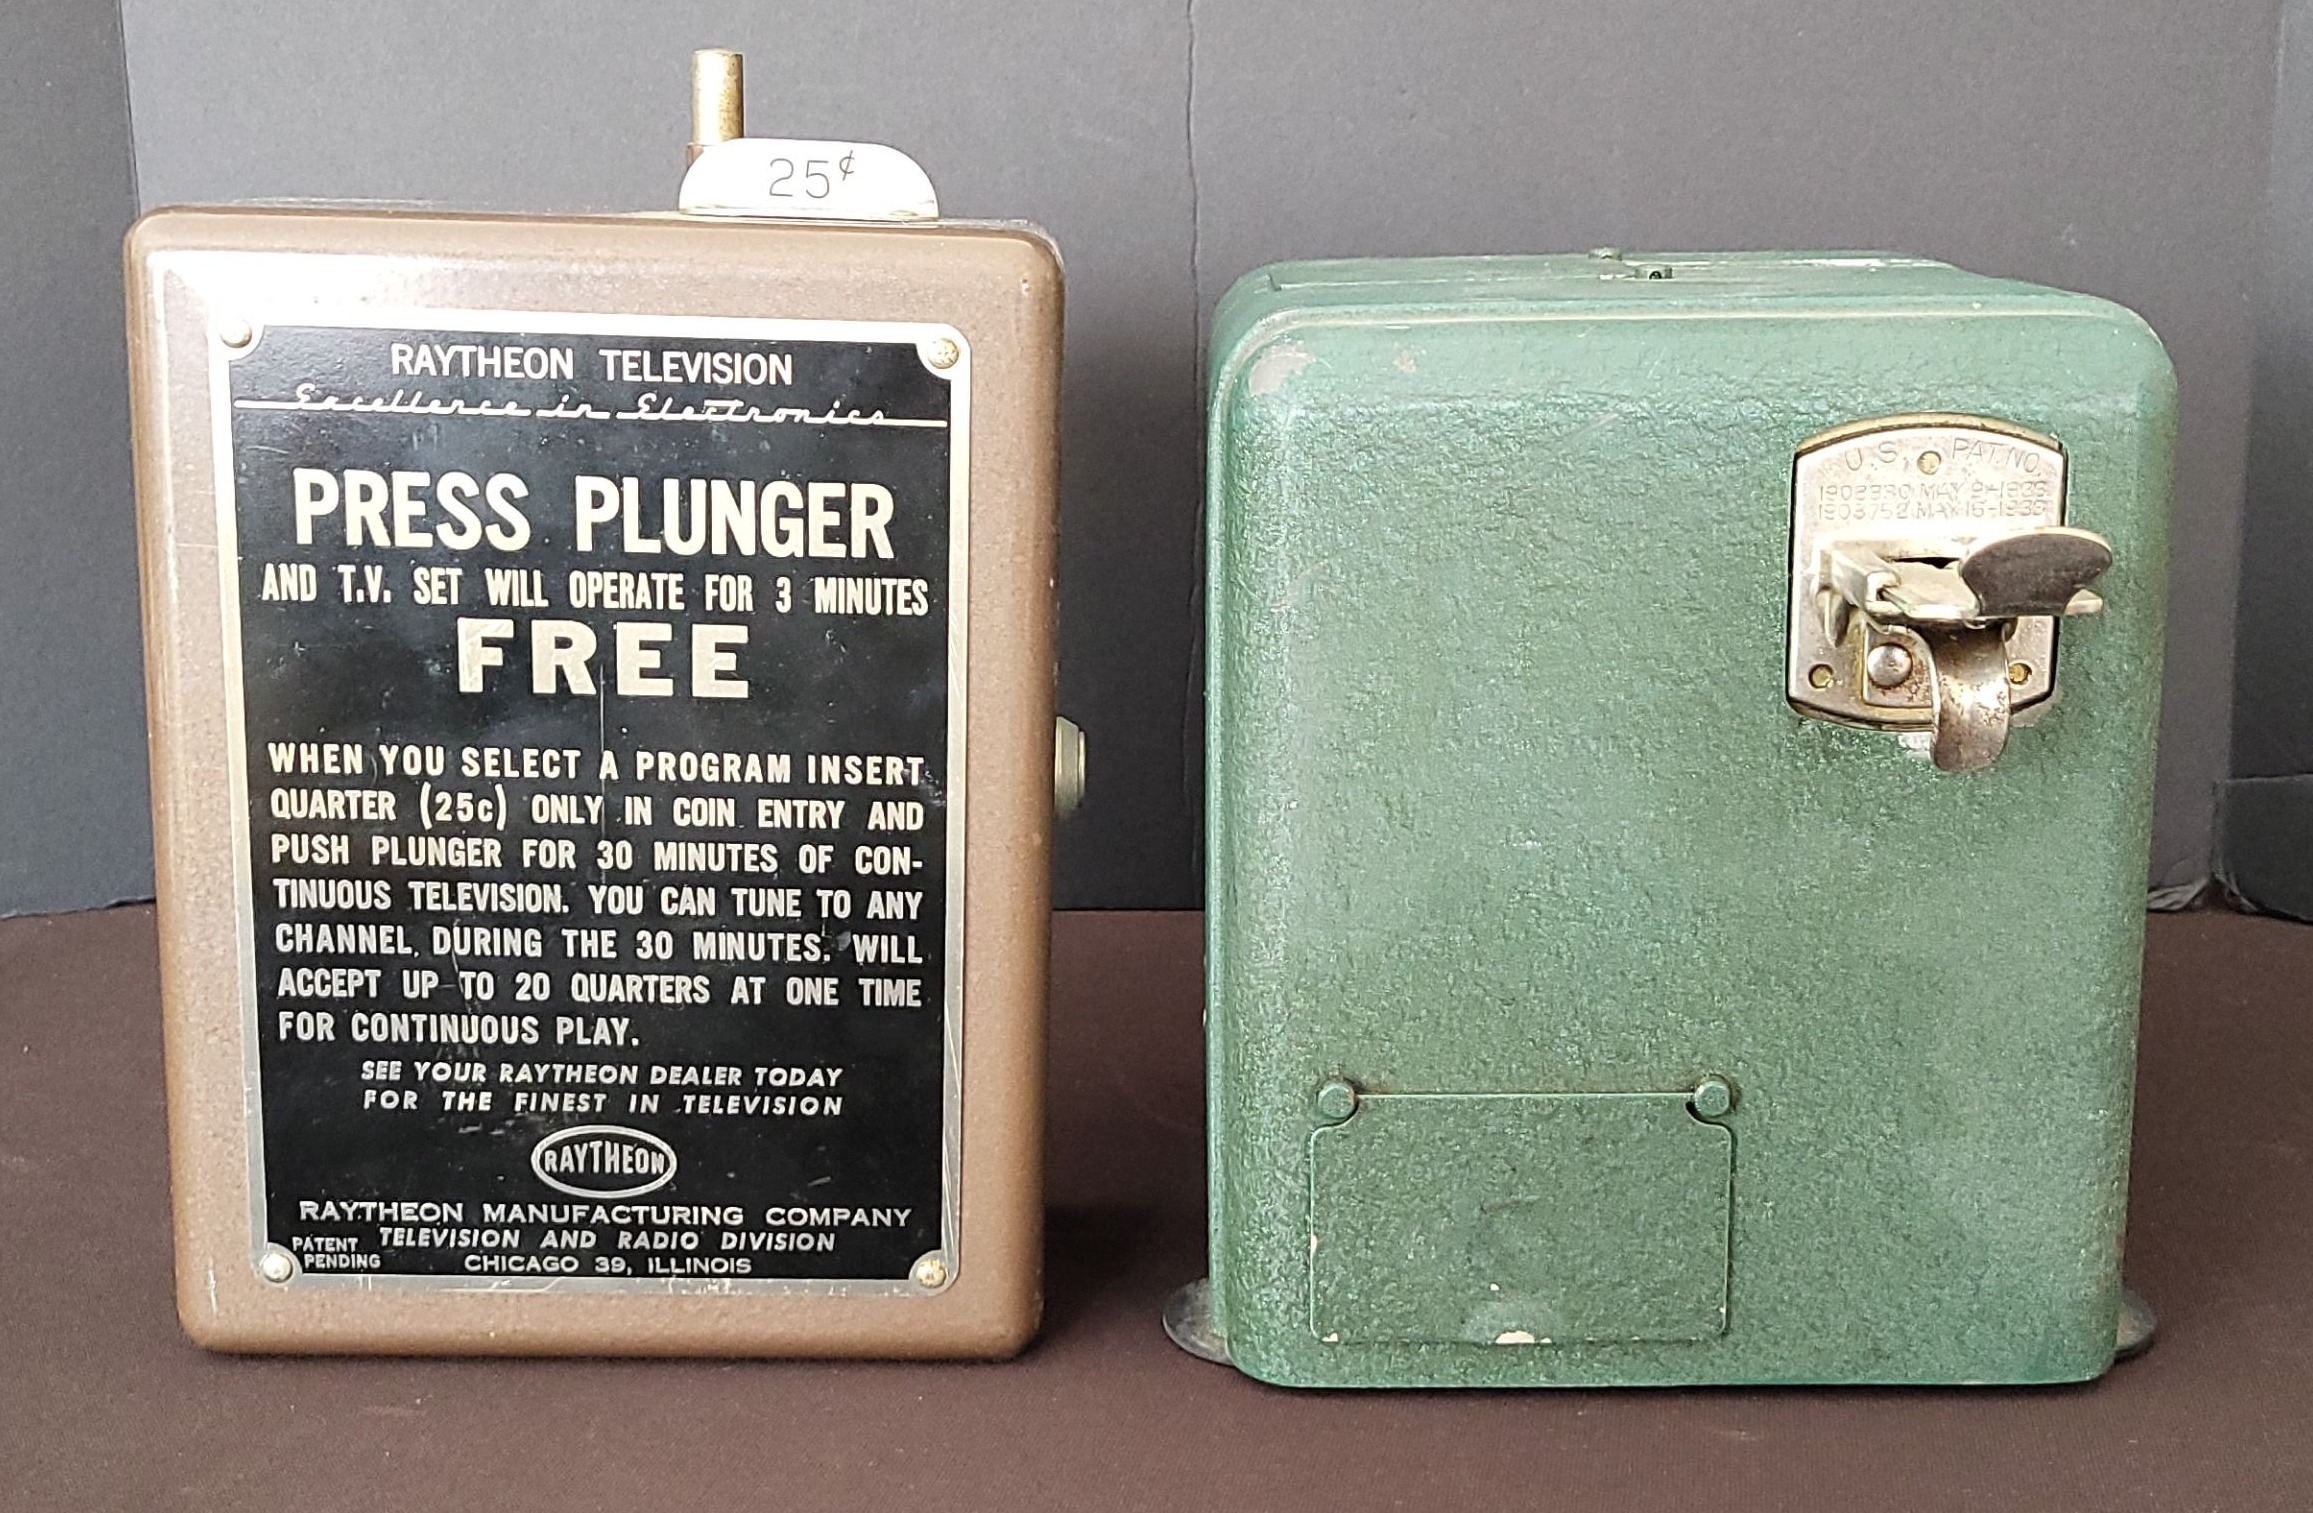 25¢
RAYTHEON TELEVISION
Excellence in Electronics
PRESS PLUNGER
AND T.V. SET WILL OPERATE FOR 3 MINUTES
FREE
WHEN YOU SELECT A PROGRAM INSERT
QUARTER (25c) ONLY IN COIN ENTRY AND
PUSH PLUNGER FOR 30 MINUTES OF CON-
TINUOUS TELEVISION. YOU CAN TUNE TO ANY
CHANNEL DURING THE 30 MINUTES. WILL
ACCEPT UP TO 20 QUARTERS AT ONE TIME
FOR CONTINUOUS PLAY.
SEE YOUR RAYTHEON DEALER TODAY
FOR THE FINEST IN TELEVISION
RAYTHEON
RAYTHEON MANUFACTURING COMPANY
TELEVISION AND RADIO DIVISION
CHICAGO 39, ILLINOIS
PATENT
PENDING
U.S. PAT. NO.
MAY
1903752 MAY 16-